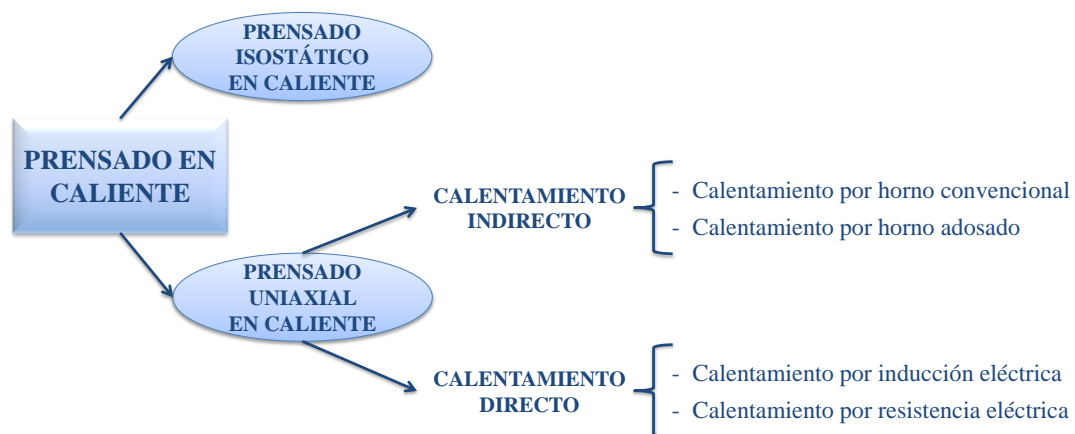 PRENSADO
ISOSTÁTICO
EN CALIENTE
PRENSADO EN
CALIENTE
PRENSADO
UNIAXIAL
EN CALIENTE
CALENTAMIENTO
INDIRECTO
- Calentamiento por horno convencional
- Calentamiento por horno adosado
CALENTAMIENTO
DIRECTO
- Calentamiento por inducción eléctrica
- Calentamiento por resistencia eléctrica